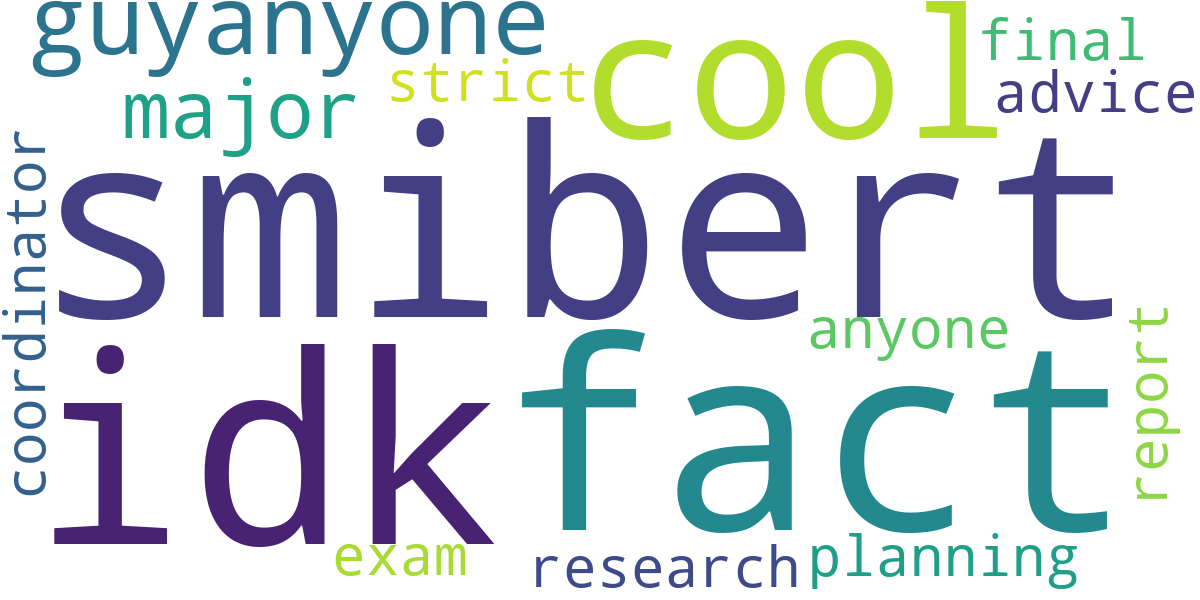 guyanyone
cool
final
strict
major
advice
coordinator
smibert
anyone
report
idk
fact
exam
research
planning